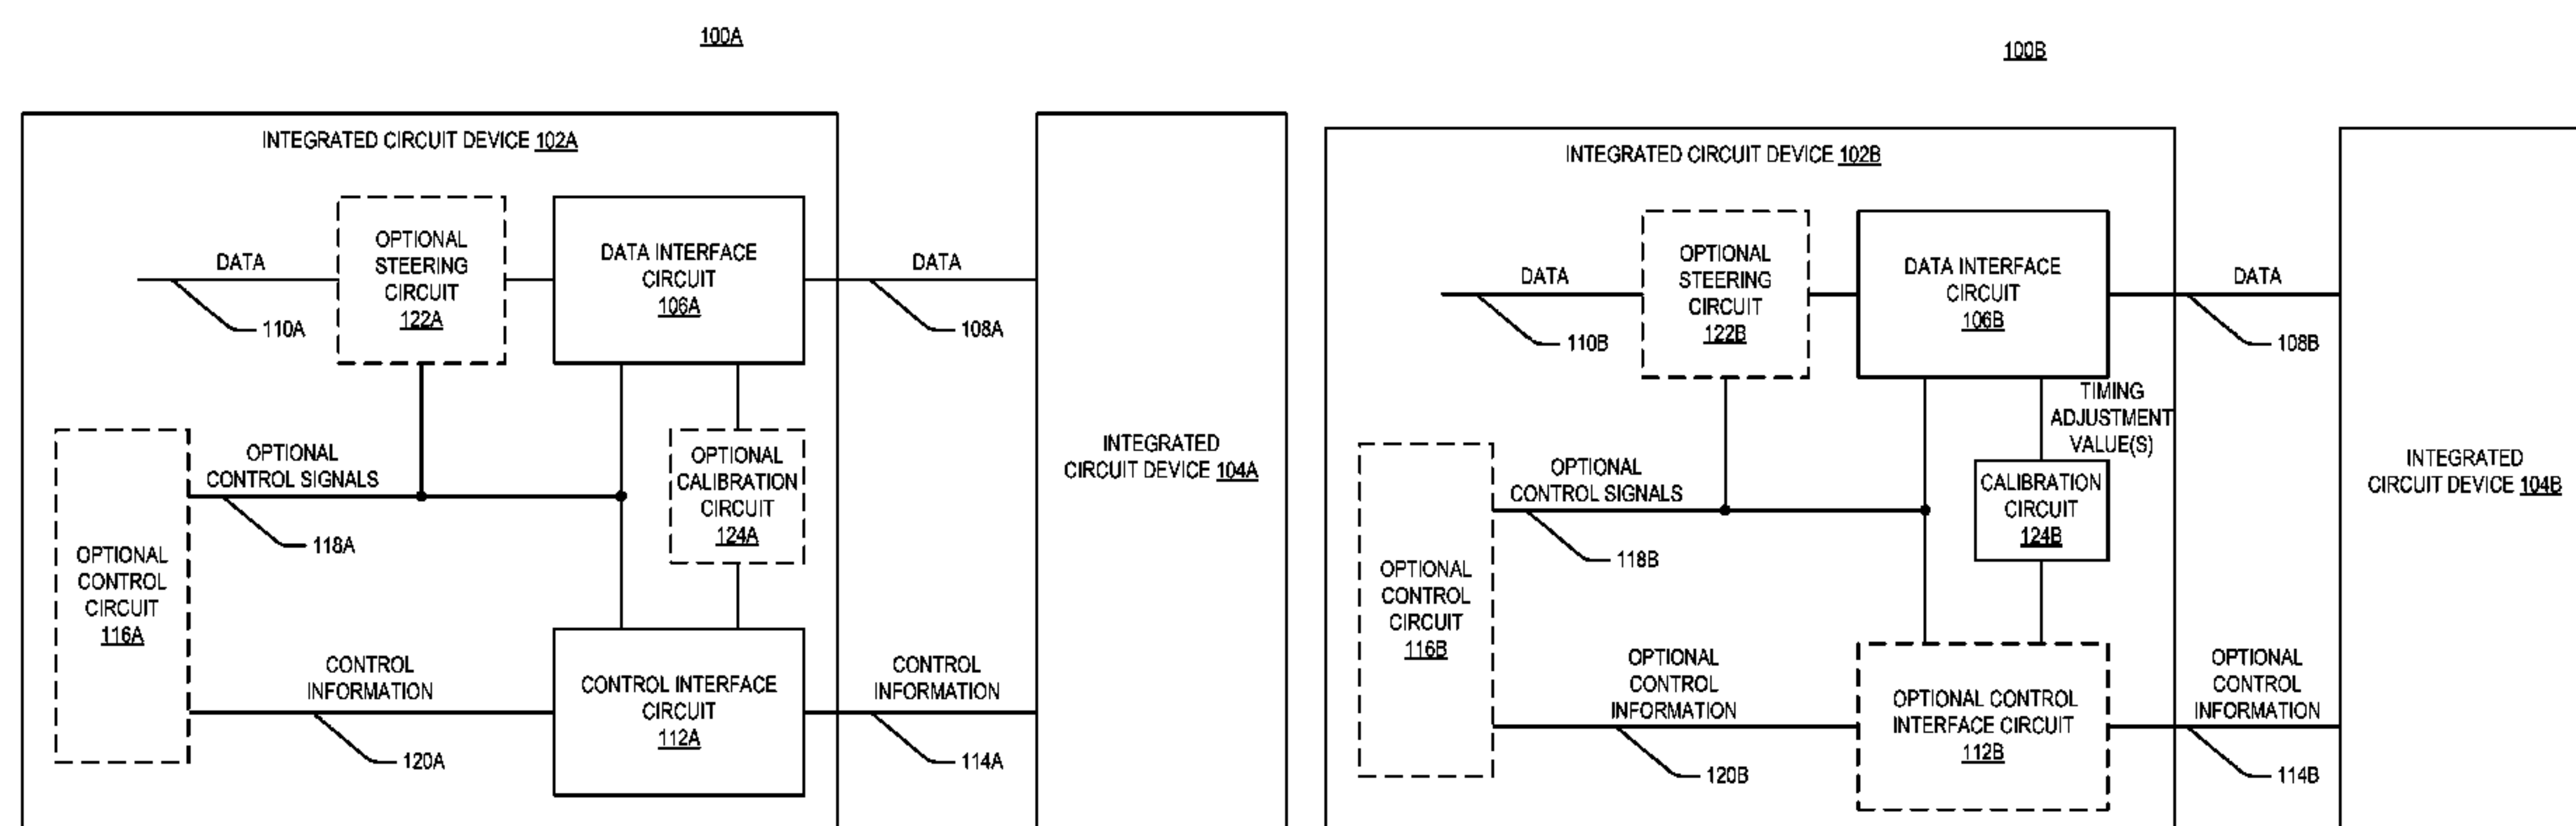 100A
INTEGRATED CIRCUIT DEVICE 102A
OPTIONAL
STEERING
CIRCUIT
122A
DATA INTERFACE
CIRCUIT
106A
DATA
110A
DATA
108A
OPTIONAL
CONTROL SIGNALS
118A
OPTIONAL
CALIBRATION
CIRCUIT
124A
INTEGRATED
CIRCUIT DEVICE 104A
OPTIONAL
CONTROL
CIRCUIT
116A
CONTROL
INFORMATION
120A
CONTROL INTERFACE
CIRCUIT
112A
CONTROL
INFORMATION
114A
100B
INTEGRATED CIRCUIT DEVICE 102B
OPTIONAL
STEERING
CIRCUIT
122B
DATA INTERFACE
CIRCUIT
106B
DATA
110B
DATA
108B
TIMING
ADJUSTMENT
VALUE(S)
OPTIONAL
CONTROL SIGNALS
118B
CALIBRATION
CIRCUIT
124B
INTEGRATED
CIRCUIT DEVICE 104B
OPTIONAL
CONTROL
CIRCUIT
116B
OPTIONAL
CONTROL
INFORMATION
120B
OPTIONAL CONTROL
INTERFACE CIRCUIT
112B
OPTIONAL
CONTROL
INFORMATION
114B